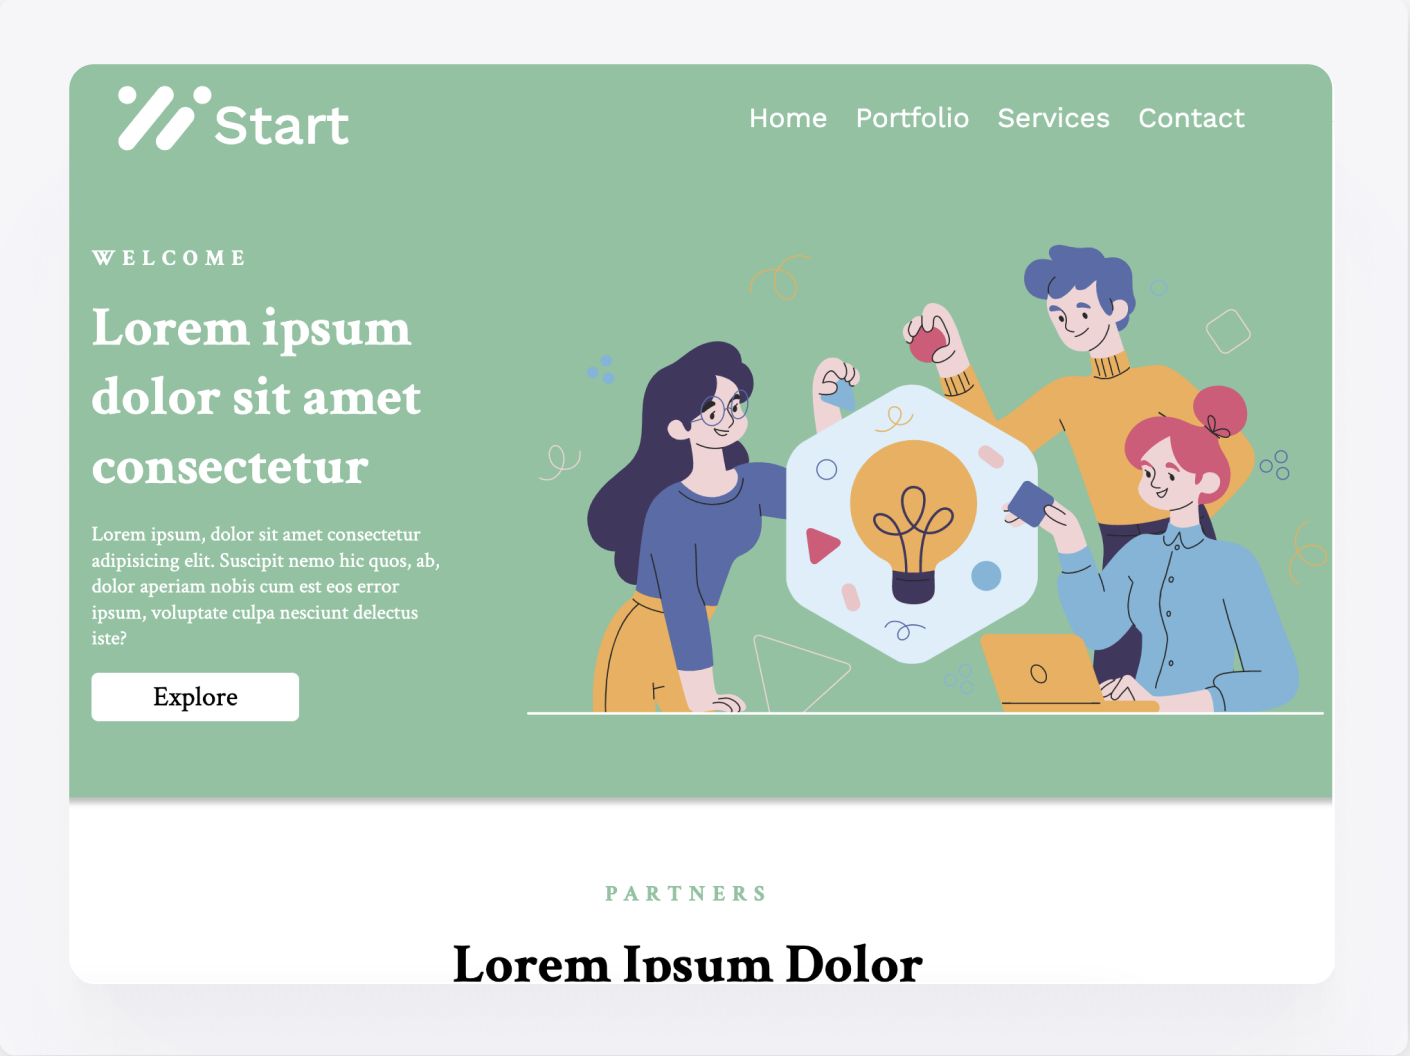 Start
Home Portfolio Services Contact
WELCOME
Lorem ipsum
dolor sit amet
consectetur
Lorem ipsum, dolor sit amet consectetur
adipisicing elit. Suscipit nemo hic quos, ab,
dolor aperiam nobis cum est eos error
ipsum, voluptate culpa nesciunt delectus
iste?
Explore
PARTNERS
Lorem Ipsum Dolor